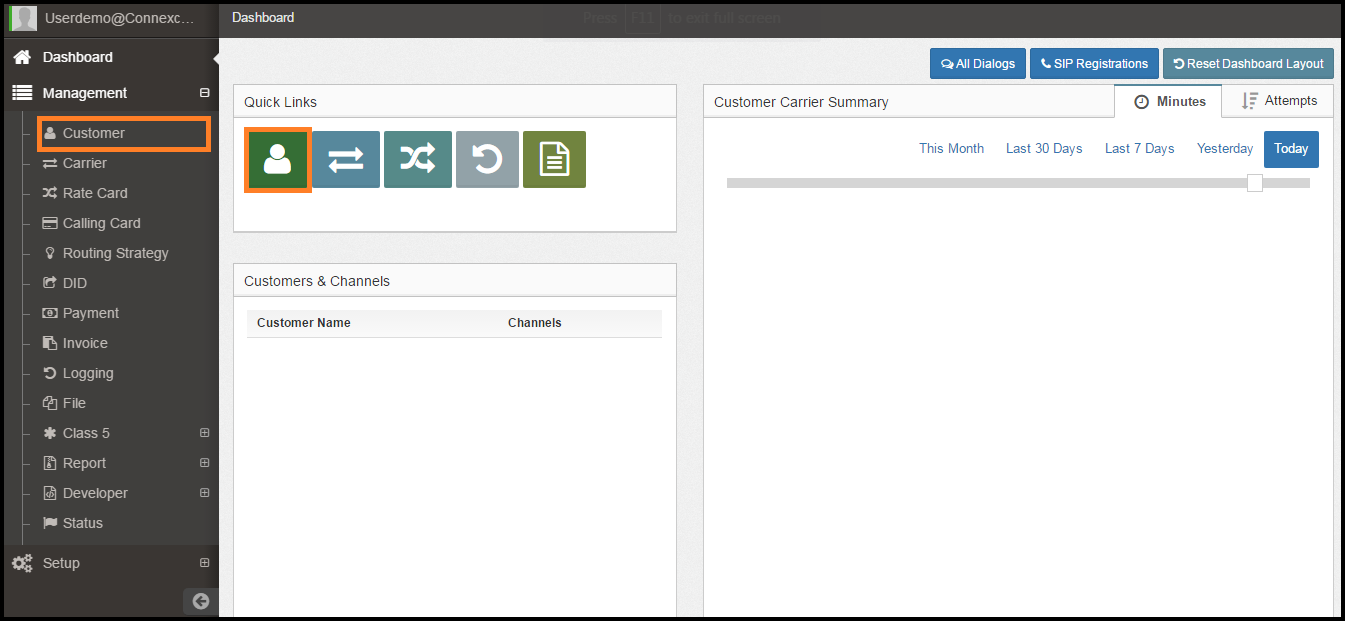 Userdemo@Connexc...
Dashboard
Press F11 to exit full screen
Dashboard
Management
Customer
Carrier
Rate Card
Calling Card
Routing Strategy
DID
Payment
Invoice
Logging
File
Class 5
Report
Developer
Status
Setup
All Dialogs
SIP Registrations
Reset Dashboard Layout
Quick Links
Customers & Channels
Customer Name Channels
Customer Carrier Summary
Minutes
Attempts
This Month Last 30 Days Last 7 Days Yesterday Today